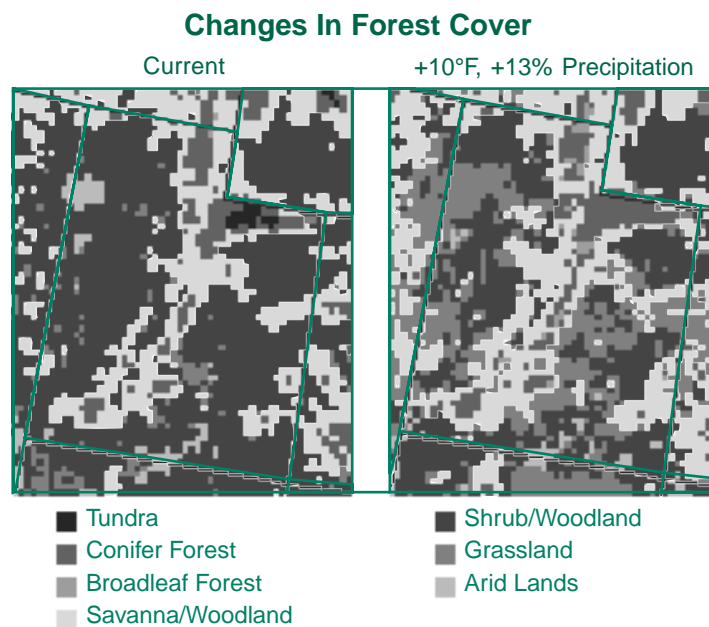 Changes In Forest Cover
Current
+10°F, +13% Precipitation
Tundra
Conifer Forest
Broadleaf Forest
Savanna/Woodland
Shrub/Woodland
Grassland
Arid Lands